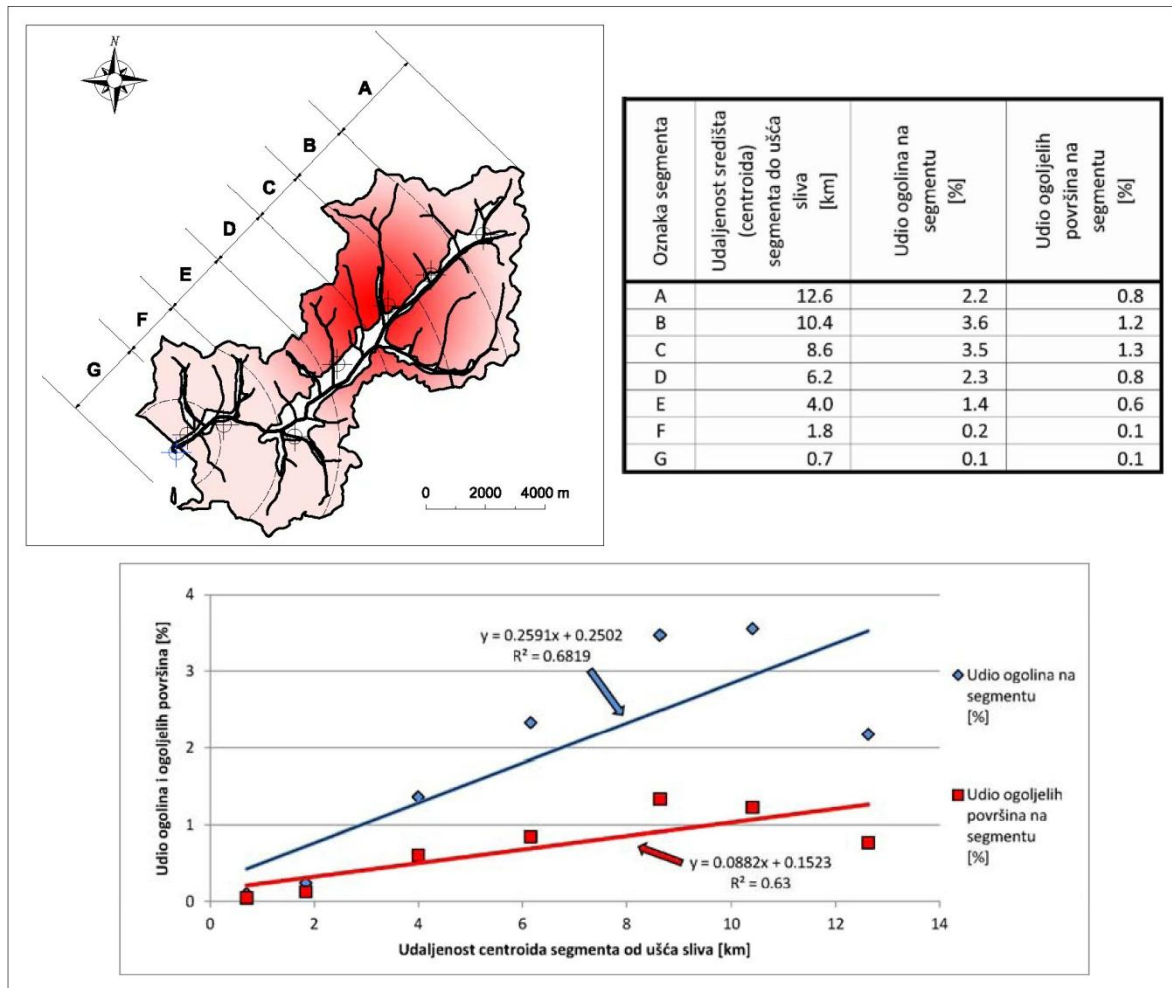 N
A
B
C
D
E
F
G
0 2000 4000 m
Oznaka segmenta
Udaljenost središta
(centroida)
segmenta do ušća
sliva
[km]
Udio ogolina na
segmentu
[%]
Udio ogoljelih
površina na
segmentu
[%]
A 12.6 2.2 0.8
B 10.4 3.6 1.2
C 8.6 3.5 1.3
D 6.2 2.3 0.8
E 4.0 1.4 0.6
F 1.8 0.2 0.1
G 0.7 0.1 0.1
Udio ogolina i ogoljelih površina [%]
4
3
2
1
0
y = 0.2591x + 0.2502
R² = 0.6819
y = 0.0882x + 0.1523
R² = 0.63
0 2 4 6 8 10 12 14
Udaljenost centroida segmenta od ušća sliva [km]
Udio ogolina na
segmentu
[%]
Udio ogoljelih
površina na
segmentu
[%]